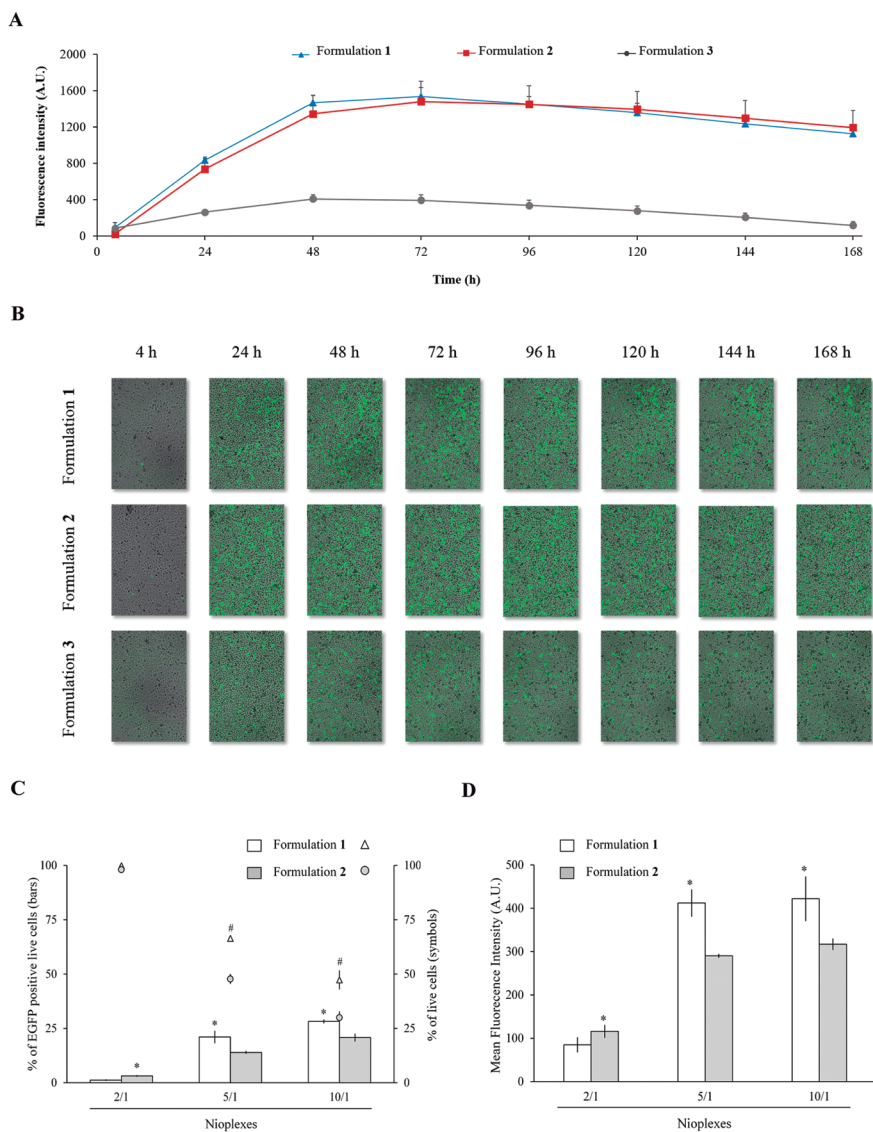 A
Formulation 1
Formulation 2
Formulation 3
2000
1600
1200
800
400
0
Fluorescence intensity (A.U.)
0 24 48 72 96 120 144 168
Time (h)
B
4 h 24 h 48 h 72 h 96 h 120 h 144 h 168 h
Formulation 1
Formulation 2
Formulation 3
C
Formulation 1
Formulation 2
% of EGFP positive live cells (bars)
100
75
50
25
0
100
75
50
25
0
% of live cells (symbols)
* * *
# #
2/1 5/1 10/1
Nioplexes
D
Formulation 1
Formulation 2
Mean Fluorecence Intensity (A.U.)
500
400
300
200
100
0
* * *
2/1 5/1 10/1
Nioplexes